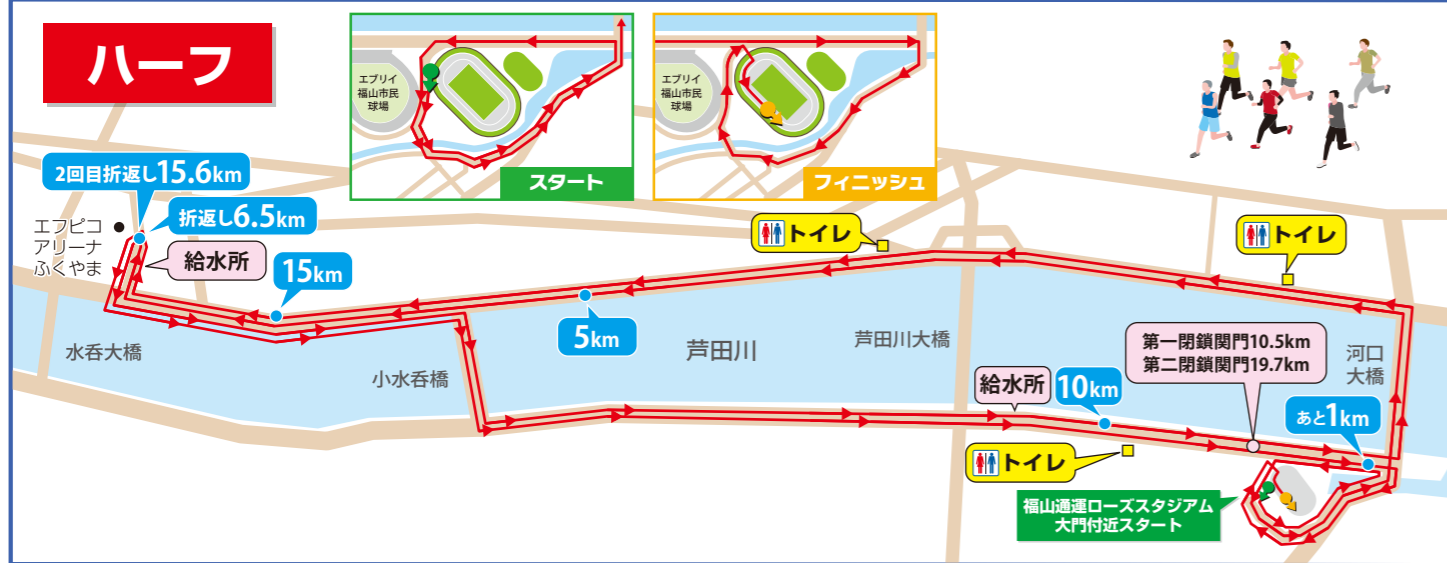 ハーフ
エブリイ
福山市民
球場
スタート
エブリイ
福山市民
球場
フィニッシュ
2回目折返し15.6km
折返し6.5km
エフピコ
アリーナ
ふくやま
給水所
15km
トイレ
トイレ
5km
水呑大橋
小水呑橋
芦田川
芦田川大橋
第一閉鎖関門10.5km
第二閉鎖関門19.7km
河口
大橋
給水所
10km
あと1km
トイレ
福山通運ローズスタジアム
大門付近スタート